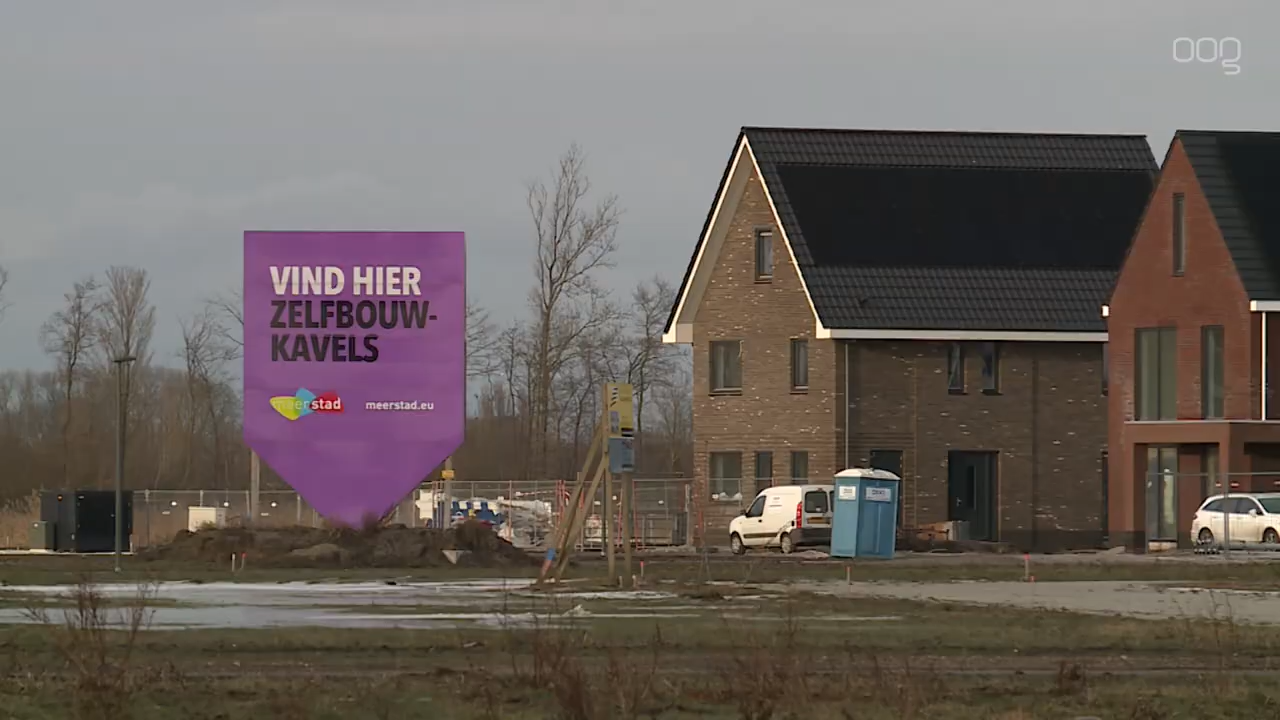 oog
VIND HIER
ZELFBOUW-
KAVELS
meerstad
meerstad.eu